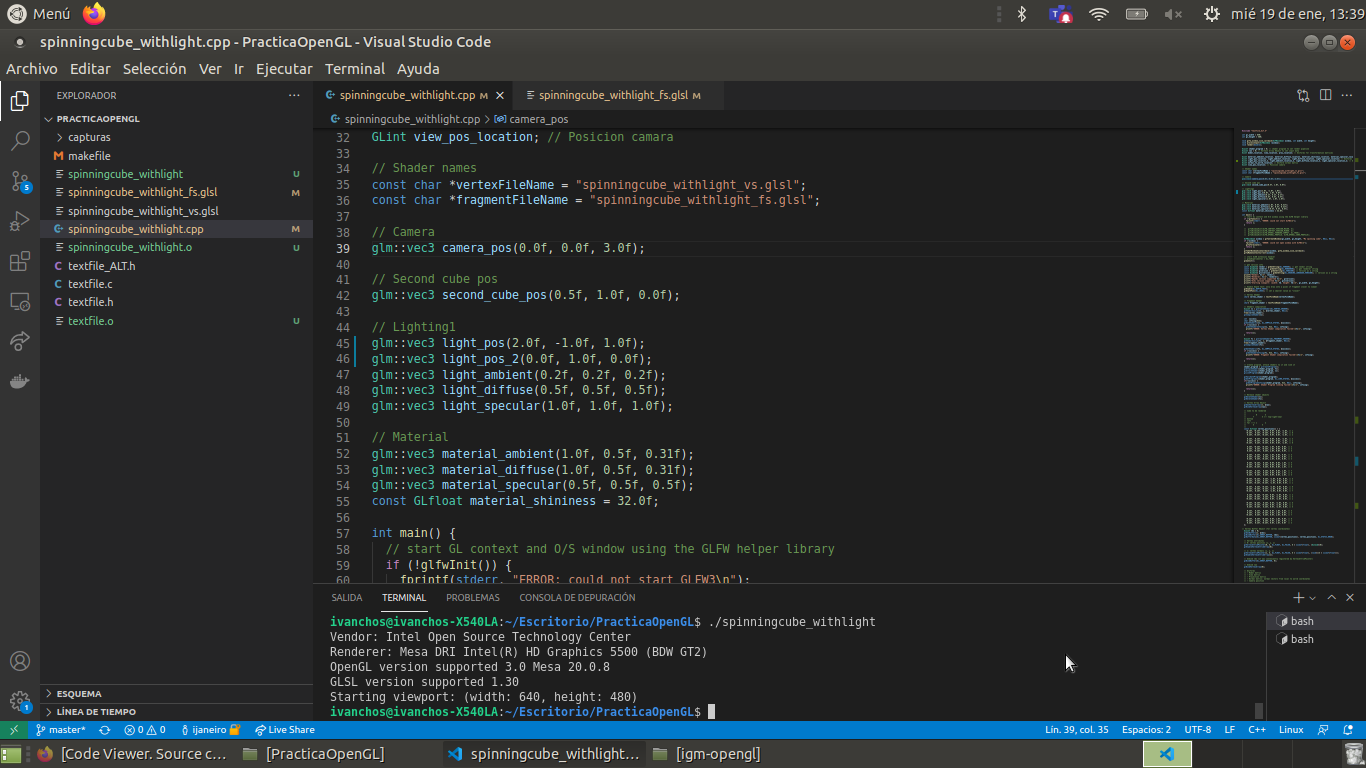 Menú
mié 19 de ene, 13:39
spinningcube_withlight.cpp - PracticaOpenGL - Visual Studio Code
Archivo Editar Selección Ver Ir Ejecutar Terminal Ayuda
EXPLORADOR
PRACTICAOPENGL
capturas
makefile
spinningcube_withlight U
spinningcube_withlight_fs.glsl M
spinningcube_withlight_vs.glsl
spinningcube_withlight.cpp M
spinningcube_withlight.o U
textfile_ALT.h
textfile.c
textfile.h
textfile.o U
ESQUEMA
LÍNEA DE TIEMPO
5
1
spinningcube_withlight.cpp M spinningcube_withlight_fs.glsl M
spinningcube_withlight.cpp > camera_pos
32 GLint view_pos_location; // Posicion camara
33
34 // Shader names
35 const char *vertexFileName = "spinningcube_withlight_vs.glsl";
36 const char *fragmentFileName = "spinningcube_withlight_fs.glsl";
37
38 // Camera
39 glm::vec3 camera_pos(0.0f, 0.0f, 3.0f);
40
41 // Second cube pos
42 glm::vec3 second_cube_pos(0.5f, 1.0f, 0.0f);
43
44 // Lighting1
45 glm::vec3 light_pos(2.0f, -1.0f, 1.0f);
46 glm::vec3 light_pos_2(0.0f, 1.0f, 0.0f);
47 glm::vec3 light_ambient(0.2f, 0.2f, 0.2f);
48 glm::vec3 light_diffuse(0.5f, 0.5f, 0.5f);
49 glm::vec3 light_specular(1.0f, 1.0f, 1.0f);
50
51 // Material
52 glm::vec3 material_ambient(1.0f, 0.5f, 0.31f);
53 glm::vec3 material_diffuse(1.0f, 0.5f, 0.31f);
54 glm::vec3 material_specular(0.5f, 0.5f, 0.5f);
55 const GLfloat material_shininess = 32.0f;
56
57 int main() {
58 // start GL context and O/S window using the GLFW helper library
59 if (!glfwInit()) {
60 fprintf(stderr, "ERROR: could not start GLFW3\n");
SALIDA TERMINAL PROBLEMAS CONSOLA DE DEPURACIÓN
ivanchos@ivanchos-X540LA:~/Escritorio/PracticaOpenGL$ ./spinningcube_withlight
Vendor: Intel Open Source Technology Center
Renderer: Mesa DRI Intel(R) HD Graphics 5500 (BDW GT2)
OpenGL version supported 3.0 Mesa 20.0.8
GLSL version supported 1.30
Starting viewport: (width: 640, height: 480)
ivanchos@ivanchos-X540LA:~/Escritorio/PracticaOpenGL$
bash
bash
master* 0 0 ijaneiro Live Share Lín. 39, col. 35 Espacios: 2 UTF-8 LF C++ Linux
[Code Viewer. Source c... [PracticaOpenGL] spinningcube_withlight... [igm-opengl]